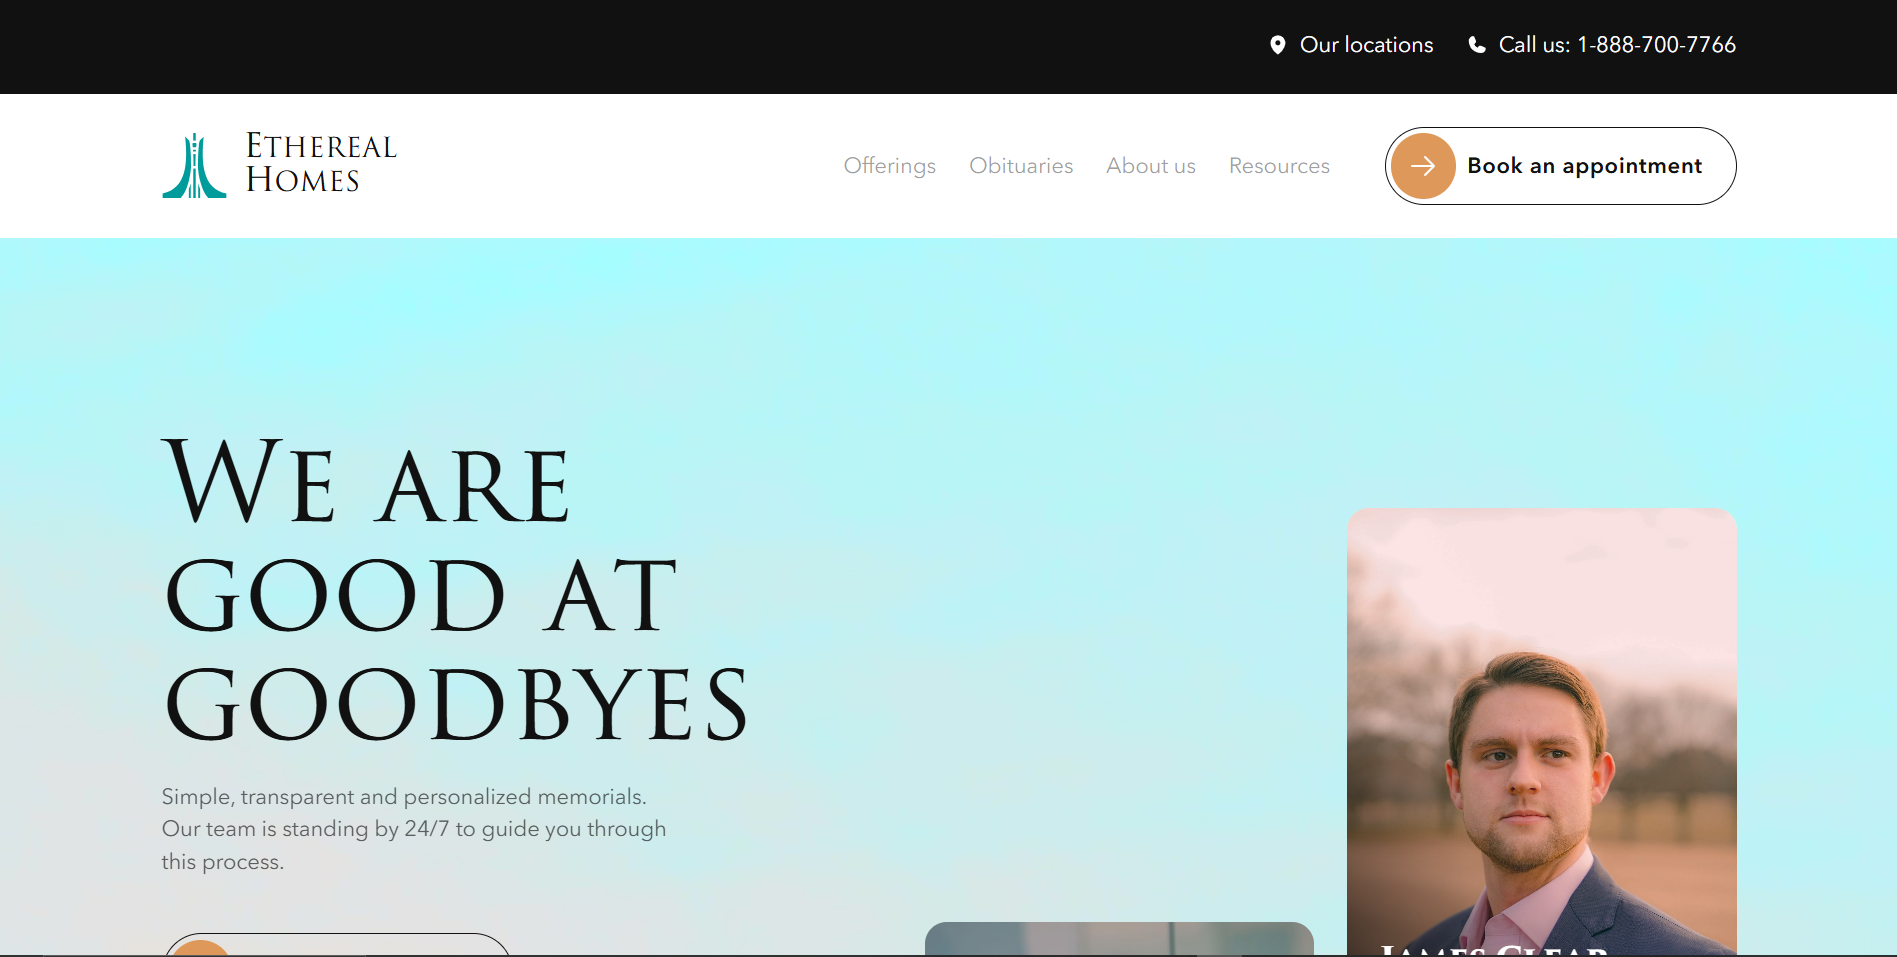 Our locations
Call us: 1-888-700-7766
ETHEREAL
HOMES
Offerings
Obituaries
About us
Resources
Book an appointment
WE ARE
GOOD AT
GOODBYES
Simple, transparent and personalized memorials.
Our team is standing by 24/7 to guide you through
this process.
JAMES CLEAR